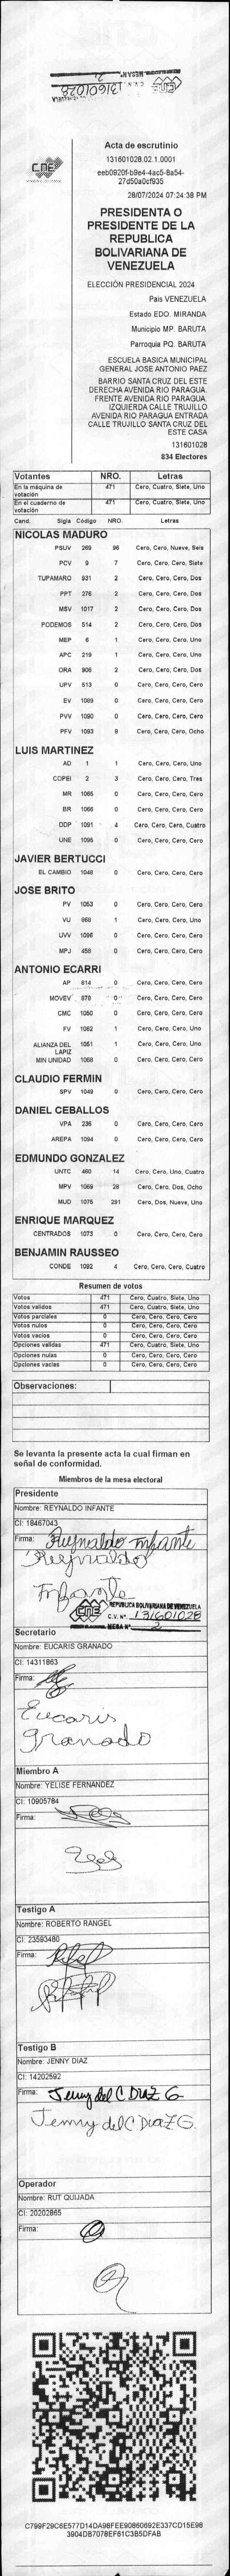 131601028
CNE
Acta de escrutinio
131601028.02.1.0001
eeb0920f-b9e4-4ac5-8a54-
27d50a0cf935
28/07/2024 07:24:38 PM
PRESIDENTA O
PRESIDENTE DE LA
REPUBLICA
BOLIVARIANA DE
VENEZUELA
ELECCIÓN PRESIDENCIAL 2024
Pais VENEZUELA
Estado EDO. MIRANDA
Municipio MP. BARUTA
Parroquia PQ. BARUTA
ESCUELA BASICA MUNICIPAL
GENERAL JOSE ANTONIO PAEZ
BARRIO SANTA CRUZ DEL ESTE
DERECHA AVENIDA RIO PARAGUA.
FRENTE AVENIDA RIO PARAGUA.
IZQUIERDA CALLE TRUJILLO
AVENIDA RIO PARAGUA ENTRADA
CALLE TRUJILLO SANTA CRUZ DEL
ESTE CASA
131601028
834 Electores
Votantes NRO. Letras
En la máquina de votación 471 Cero, Cuatro, Siete, Uno
En el cuaderno de votación 471 Cero, Cuatro, Siete, Uno
Cand. Sigla Código NRO. Letras
NICOLAS MADURO
PSUV 269 96 Cero, Cero, Nueve, Seis
PCV 9 7 Cero, Cero, Cero, Siete
TUPAMARO 931 2 Cero, Cero, Cero, Dos
PPT 276 2 Cero, Cero, Cero, Dos
MSV 1017 2 Cero, Cero, Cero, Dos
PODEMOS 514 2 Cero, Cero, Cero, Dos
MEP 6 1 Cero, Cero, Cero, Uno
APC 219 1 Cero, Cero, Cero, Uno
ORA 906 2 Cero, Cero, Cero, Dos
UPV 513 0 Cero, Cero, Cero, Cero
EV 1089 0 Cero, Cero, Cero, Cero
PVV 1090 0 Cero, Cero, Cero, Cero
PFV 1093 8 Cero, Cero, Cero, Ocho
LUIS MARTINEZ
AD 1 1 Cero, Cero, Cero, Uno
COPEI 2 3 Cero, Cero, Cero, Tres
MR 1065 0 Cero, Cero, Cero, Cero
BR 1066 0 Cero, Cero, Cero, Cero
DDP 1091 4 Cero, Cero, Cero, Cuatro
UNE 1095 0 Cero, Cero, Cero, Cero
JAVIER BERTUCCI
EL CAMBIO 1048 0 Cero, Cero, Cero, Cero
JOSE BRITO
PV 1053 0 Cero, Cero, Cero, Cero
VU 868 1 Cero, Cero, Cero, Uno
UVV 1096 0 Cero, Cero, Cero, Cero
MPJ 458 0 Cero, Cero, Cero, Cero
ANTONIO ECARRI
AP 614 0 Cero, Cero, Cero, Cero
MOVEV 878 0 Cero, Cero, Cero, Cero
CMC 1050 0 Cero, Cero, Cero, Cero
FV 1052 1 Cero, Cero, Cero, Uno
ALIANZA DEL LAPIZ 1051 1 Cero, Cero, Cero, Uno
MIN UNIDAD 1058 0 Cero, Cero, Cero, Cero
CLAUDIO FERMIN
SPV 1049 0 Cero, Cero, Cero, Cero
DANIEL CEBALLOS
VPA 236 0 Cero, Cero, Cero, Cero
AREPA 1094 0 Cero, Cero, Cero, Cero
EDMUNDO GONZALEZ
UNTC 460 14 Cero, Cero, Uno, Cuatro
MPV 1069 28 Cero, Cero, Dos, Ocho
MUD 1076 291 Cero, Dos, Nueve, Uno
ENRIQUE MARQUEZ
CENTRADOS 1073 0 Cero, Cero, Cero, Cero
BENJAMIN RAUSSEO
CONDE 1092 4 Cero, Cero, Cero, Cuatro
Resumen de votos
Votos 471 Cero, Cuatro, Siete, Uno
Votos validos 471 Cero, Cuatro, Siete, Uno
Votos parciales 0 Cero, Cero, Cero, Cero
Votos nulos 0 Cero, Cero, Cero, Cero
Votos vacios 0 Cero, Cero, Cero, Cero
Opciones validas 471 Cero, Cuatro, Siete, Uno
Opciones nulas 0 Cero, Cero, Cero, Cero
Opciones vacias 0 Cero, Cero, Cero, Cero
Observaciones:
Se levanta la presente acta la cual firman en
señal de conformidad.
Miembros de la mesa electoral
Presidente
Nombre: REYNALDO INFANTE
CI: 18467043
Firma: Reynaldo Infante
Reynaldo
Infante
CNE REPUBLICA BOLIVARIANA DE VENEZUELA
C.V. N° 131601028
MESA N° 2
Secretario
Nombre: EUCARIS GRANADO
CI: 14311863
Firma:
Eucaris
Granado
Miembro A
Nombre: YELISE FERNANDEZ
CI: 10905784
Firma:
Testigo A
Nombre: ROBERTO RANGEL
CI: 23593480
Firma:
Testigo B
Nombre: JENNY DIAZ
CI: 14202592
Firma: Jenny del C Diaz G
Jenny del C Diaz G.
Operador
Nombre: RUT QUIJADA
CI: 20202865
Firma:
C799F29C6E577D14DA98FEE90860692E337CD15E98
3904DB7078EF61C3B5DFAB